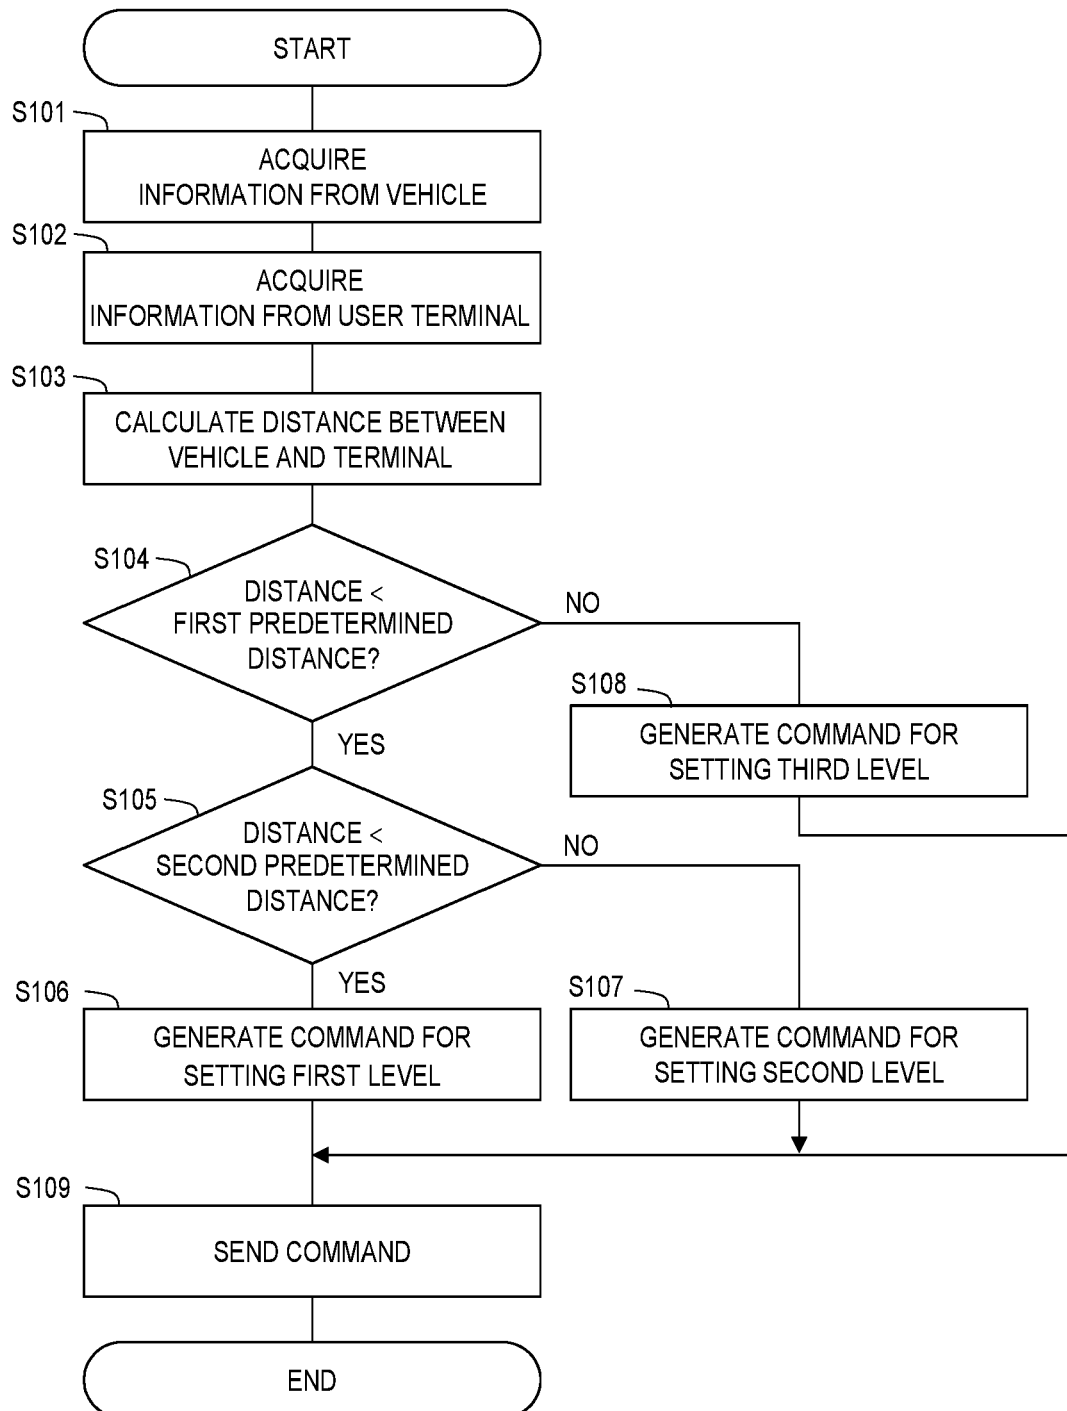 START
S101
ACQUIRE
INFORMATION FROM VEHICLE
S102
ACQUIRE
INFORMATION FROM USER TERMINAL
S103
CALCULATE DISTANCE BETWEEN
VEHICLE AND TERMINAL
S104
DISTANCE <
FIRST PREDETERMINED
DISTANCE?
NO
YES
S108
GENERATE COMMAND FOR
SETTING THIRD LEVEL
S105
DISTANCE <
SECOND PREDETERMINED
DISTANCE?
NO
YES
S106
GENERATE COMMAND FOR
SETTING FIRST LEVEL
S107
GENERATE COMMAND FOR
SETTING SECOND LEVEL
S109
SEND COMMAND
END